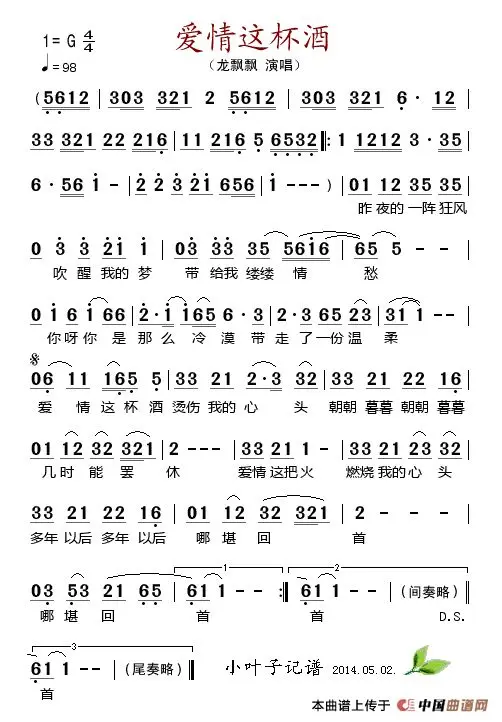 爱情这杯酒
1=G 4/4
♩=98
（龙飘飘 演唱）
（5612 | 303 321 2 5612 | 303 321 6· 12
33 321 22 216 | 11 216 5 6532 ‖: 1 1212 3·35
6·56 i - | 2 2 3 21 656 | i - - - ）| 01 12 35 35
昨夜的一阵狂风
0 3 3 21 1 | 03 33 35 5616 | 65 5 - -
吹醒我的梦 带给我缕缕情 愁
0 1 6 1 66 | 2·1 1165 6·3 | 2·3 65 23 | 31 1 - -
你呀你是那么冷漠带走了一份温柔
06 11 1165 5 | 33 21 2·3 32 | 33 21 22 16
爱情这杯酒烫伤我的心头朝朝暮暮朝朝暮暮
01 12 32 321 | 2 - - - | 33 21 1 - | 33 21 23 32
几时能罢休 爱情这把火 燃烧我的心头
33 21 22 16 | 01 12 32 321 | 1 - - - |
多年以后多年以后 哪堪回 首
1 2
03 53 21 65 | 61 1 - - :‖ 61 1 - - | （间奏略）|
哪堪回 首 首 D.S.
3
61 1 - - |（尾奏略）‖ 小叶子记谱 2014.05.02.
首
本曲谱上传于 中国曲谱网